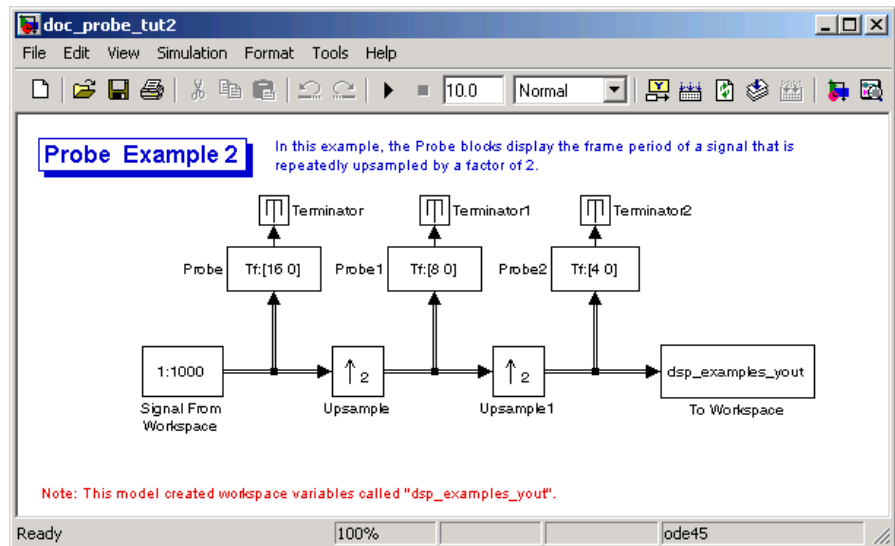 doc_probe_tut2
File Edit View Simulation Format Tools Help
10.0 Normal
Probe Example 2
In this example, the Probe blocks display the frame period of a signal that is
repeatedly upsampled by a factor of 2.
Terminator Terminator1 Terminator2
Probe Tf:[16 0] Probe1 Tf:[8 0] Probe2 Tf:[4 0]
1:1000 2 2 dsp_examples_yout
Signal From
Workspace
Upsample Upsample1 To Workspace
Note: This model created workspace variables called "dsp_examples_yout".
Ready 100% ode45